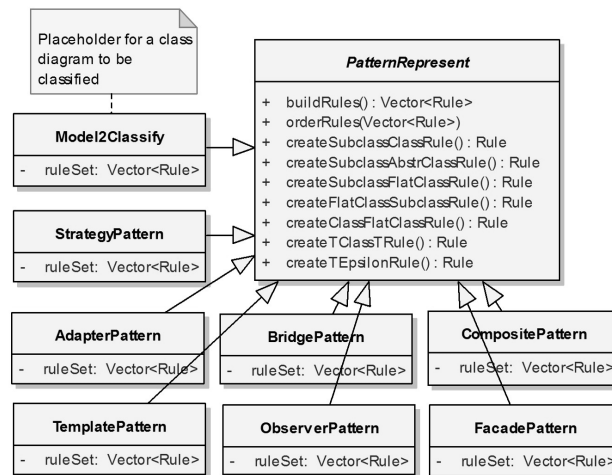 Placeholder for a class
diagram to be
classified
PatternRepresent
+ buildRules() : Vector<Rule>
+ orderRules(Vector<Rule>)
+ createSubclassClassRule() : Rule
+ createSubclassAbstrClassRule() : Rule
+ createSubclassFlatClassRule() : Rule
+ createFlatClassSubclassRule() : Rule
+ createClassFlatClassRule() : Rule
+ createTClassTRule() : Rule
+ createTEpsilonRule() : Rule
Model2Classify
- ruleSet: Vector<Rule>
StrategyPattern
- ruleSet: Vector<Rule>
AdapterPattern
- ruleSet: Vector<Rule>
BridgePattern
- ruleSet: Vector<Rule>
CompositePattern
- ruleSet: Vector<Rule>
TemplatePattern
- ruleSet: Vector<Rule>
ObserverPattern
- ruleSet: Vector<Rule>
FacadePattern
- ruleSet: Vector<Rule>